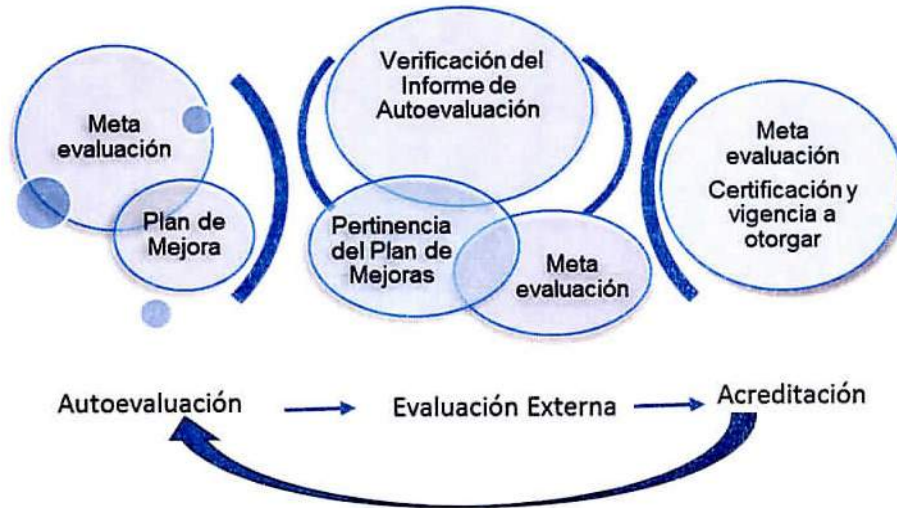 Meta
evaluación
Plan de
Mejora
Verificación del
Informe de
Autoevaluación
Pertinencia
del Plan de
Mejoras
Meta
evaluación
Meta
evaluación
Certificación y
vigencia a
otorgar
Autoevaluación
Evaluación Externa
Acreditación